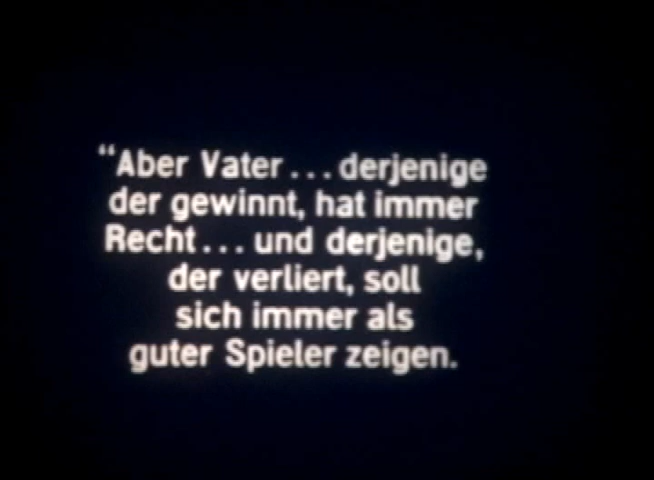 “Aber Vater...derjenige
der gewinnt, hat immer
Recht... und derjenige,
der verliert, soll
sich immer als
guter Spieler zeigen.